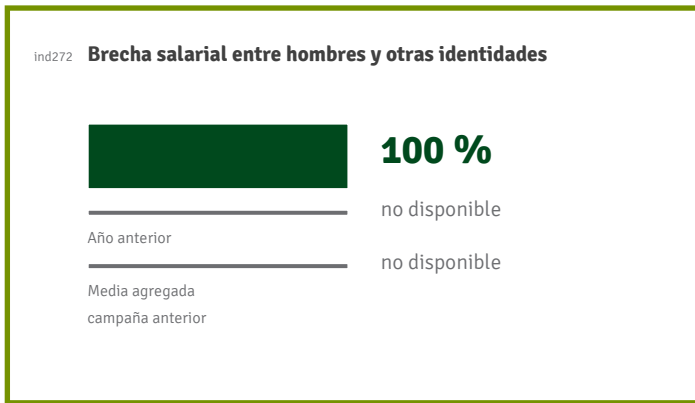 ind272 Brecha salarial entre hombres y otras identidades
100 %
no disponible
Año anterior
no disponible
Media agregada
campaña anterior